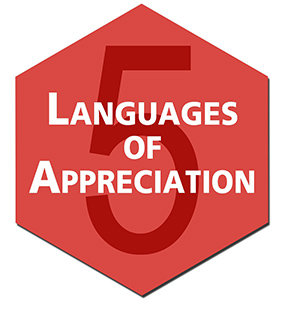 5
LANGUAGES
OF
APPRECIATION